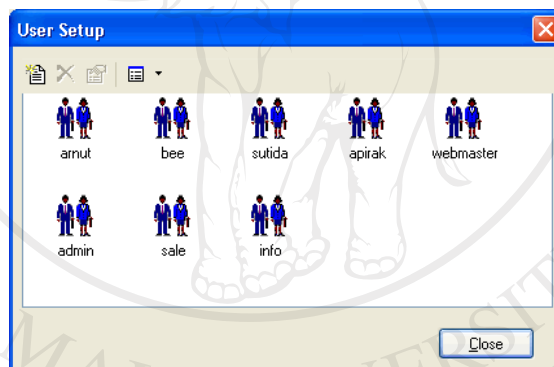 User Setup
arnut bee sutida apirak webmaster
admin sale info
Close